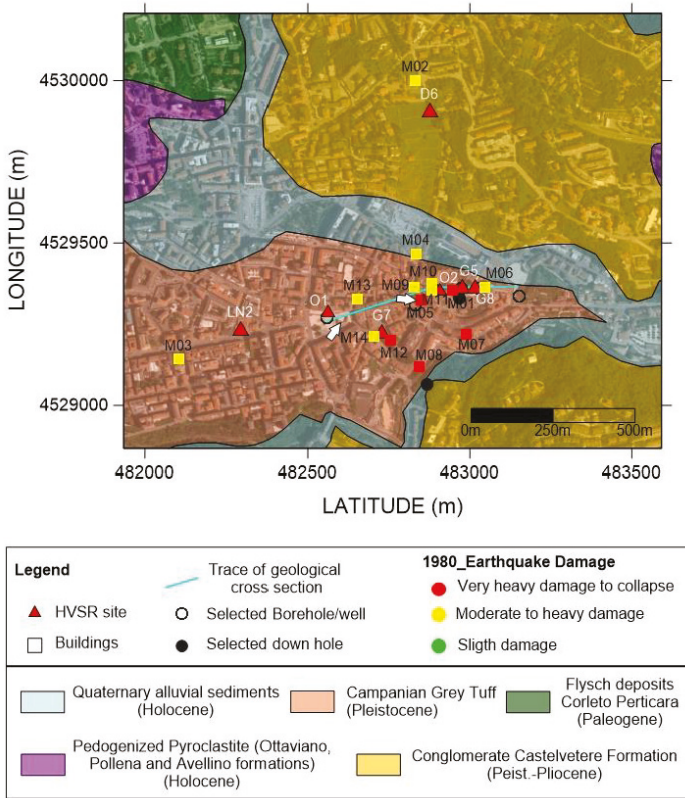 4530000
4529500
4529000
LONGITUDE (m)
M02
D6
M04
M10
M09
O2
G5
M06
M13
O1
M11
M01
G8
M05
LN2
G7
M14
M12
M07
M08
M03
0m 250m 500m
482000 482500 483000 483500
LATITUDE (m)
Legend
HVSR site
Buildings
Trace of geological
cross section
Selected Borehole/well
Selected down hole
1980_Earthquake Damage
Very heavy damage to collapse
Moderate to heavy damage
Sligth damage
Quaternary alluvial sediments
(Holocene)
Campanian Grey Tuff
(Pleistocene)
Flysch deposits
Corleto Perticara
(Paleogene)
Pedogenized Pyroclastite (Ottaviano,
Pollena and Avellino formations)
(Holocene)
Conglomerate Castelvetere Formation
(Peist.-Pliocene)